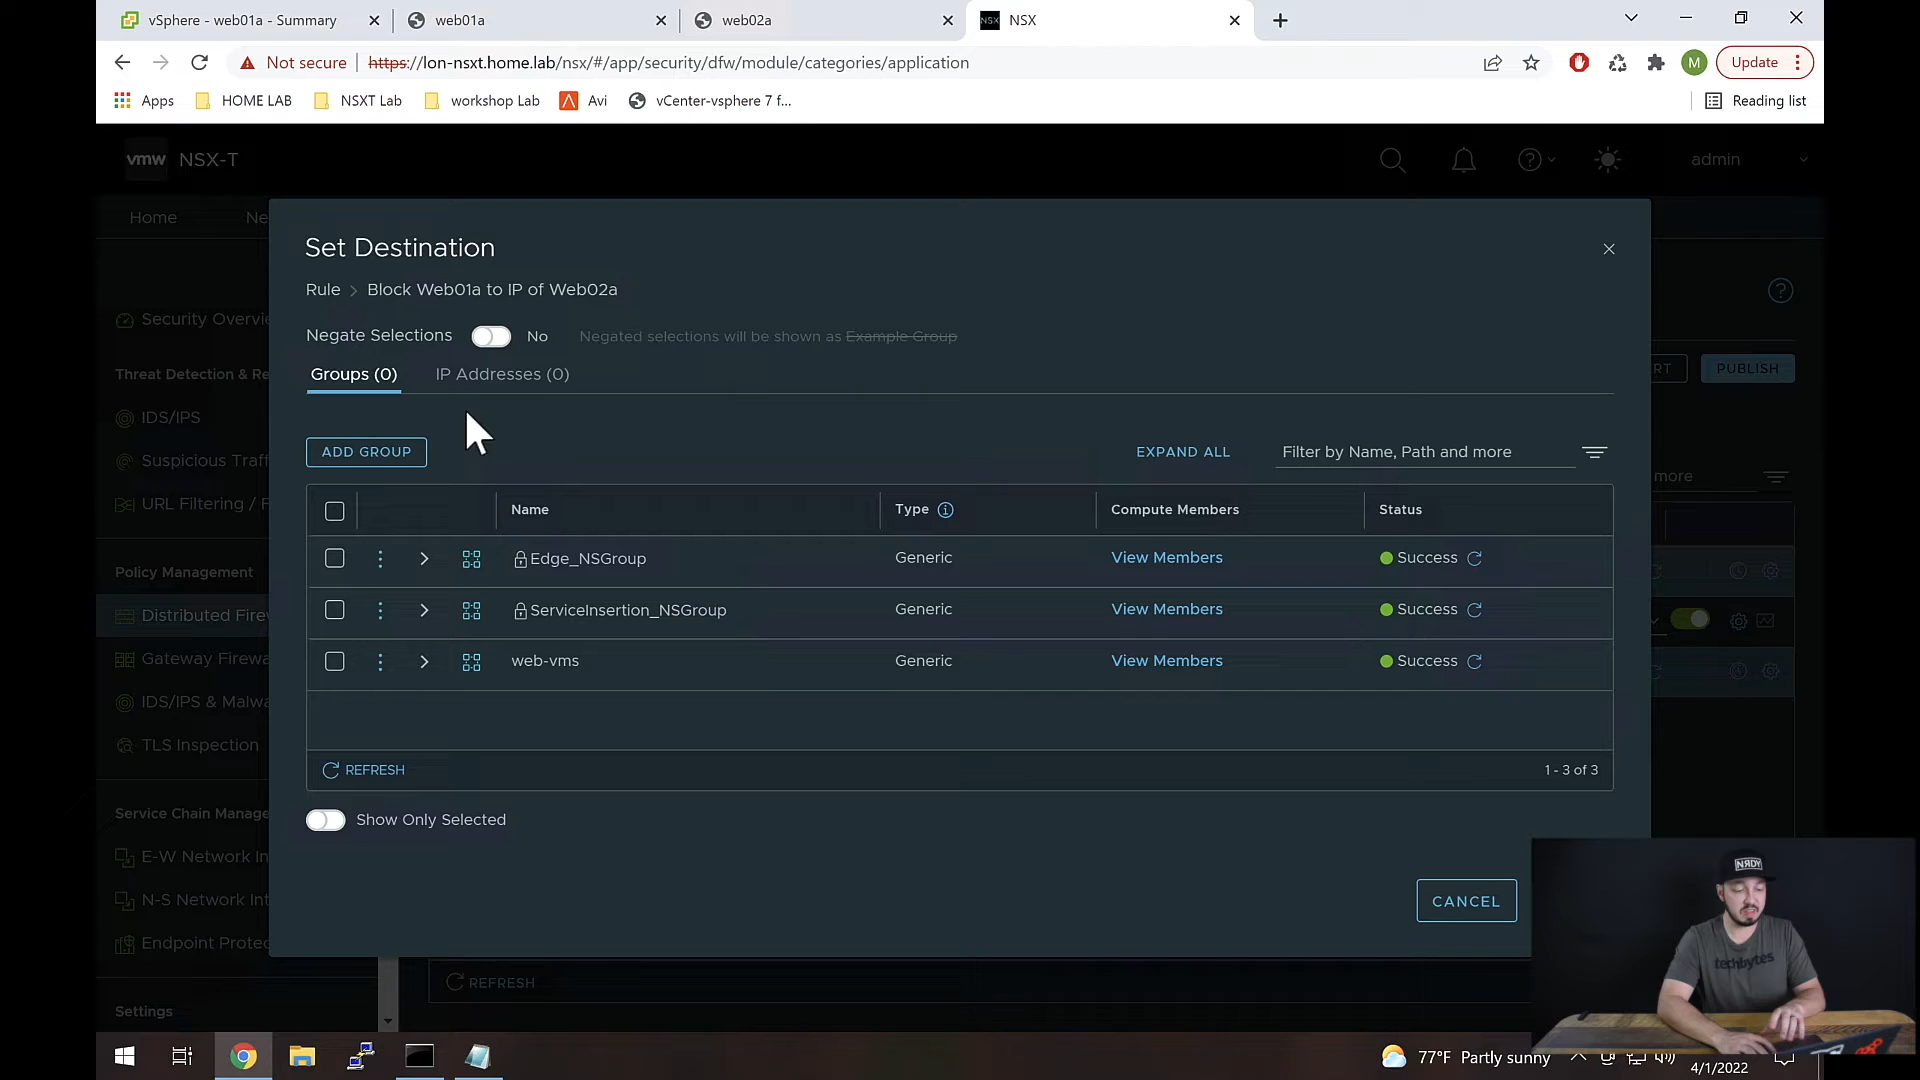 vSphere - web01a - Summary
web01a
web02a
NSX
Not secure
https://lon-nsxt.home.lab/nsx/#/app/security/dfw/module/categories/application
Update
Apps
HOME LAB
NSXT Lab
workshop Lab
Avi
vCenter-vsphere 7 f...
Reading list
vmw NSX-T
admin
Home
Ne
Set Destination
Rule > Block Web01a to IP of Web02a
Security Overvie
Negate Selections
No
Negated selections will be shown as Example Group
Threat Detection & Re
Groups (0)
IP Addresses (0)
RT
PUBLISH
IDS/IPS
ADD GROUP
EXPAND ALL
Filter by Name, Path and more
Suspicious Traff
more
URL Filtering / F
Name
Type
Compute Members
Status
Edge_NSGroup
Generic
View Members
Success
Policy Management
ServiceInsertion_NSGroup
Generic
View Members
Success
Distributed Fire
web-vms
Generic
View Members
Success
Gateway Firewa
IDS/IPS & Malwa
TLS Inspection
REFRESH
1 - 3 of 3
Service Chain Manage
Show Only Selected
E-W Network In
N-S Network Int
CANCEL
Endpoint Protec
REFRESH
Settings
NRDY
techbytes
77°F Partly sunny
4/1/2022